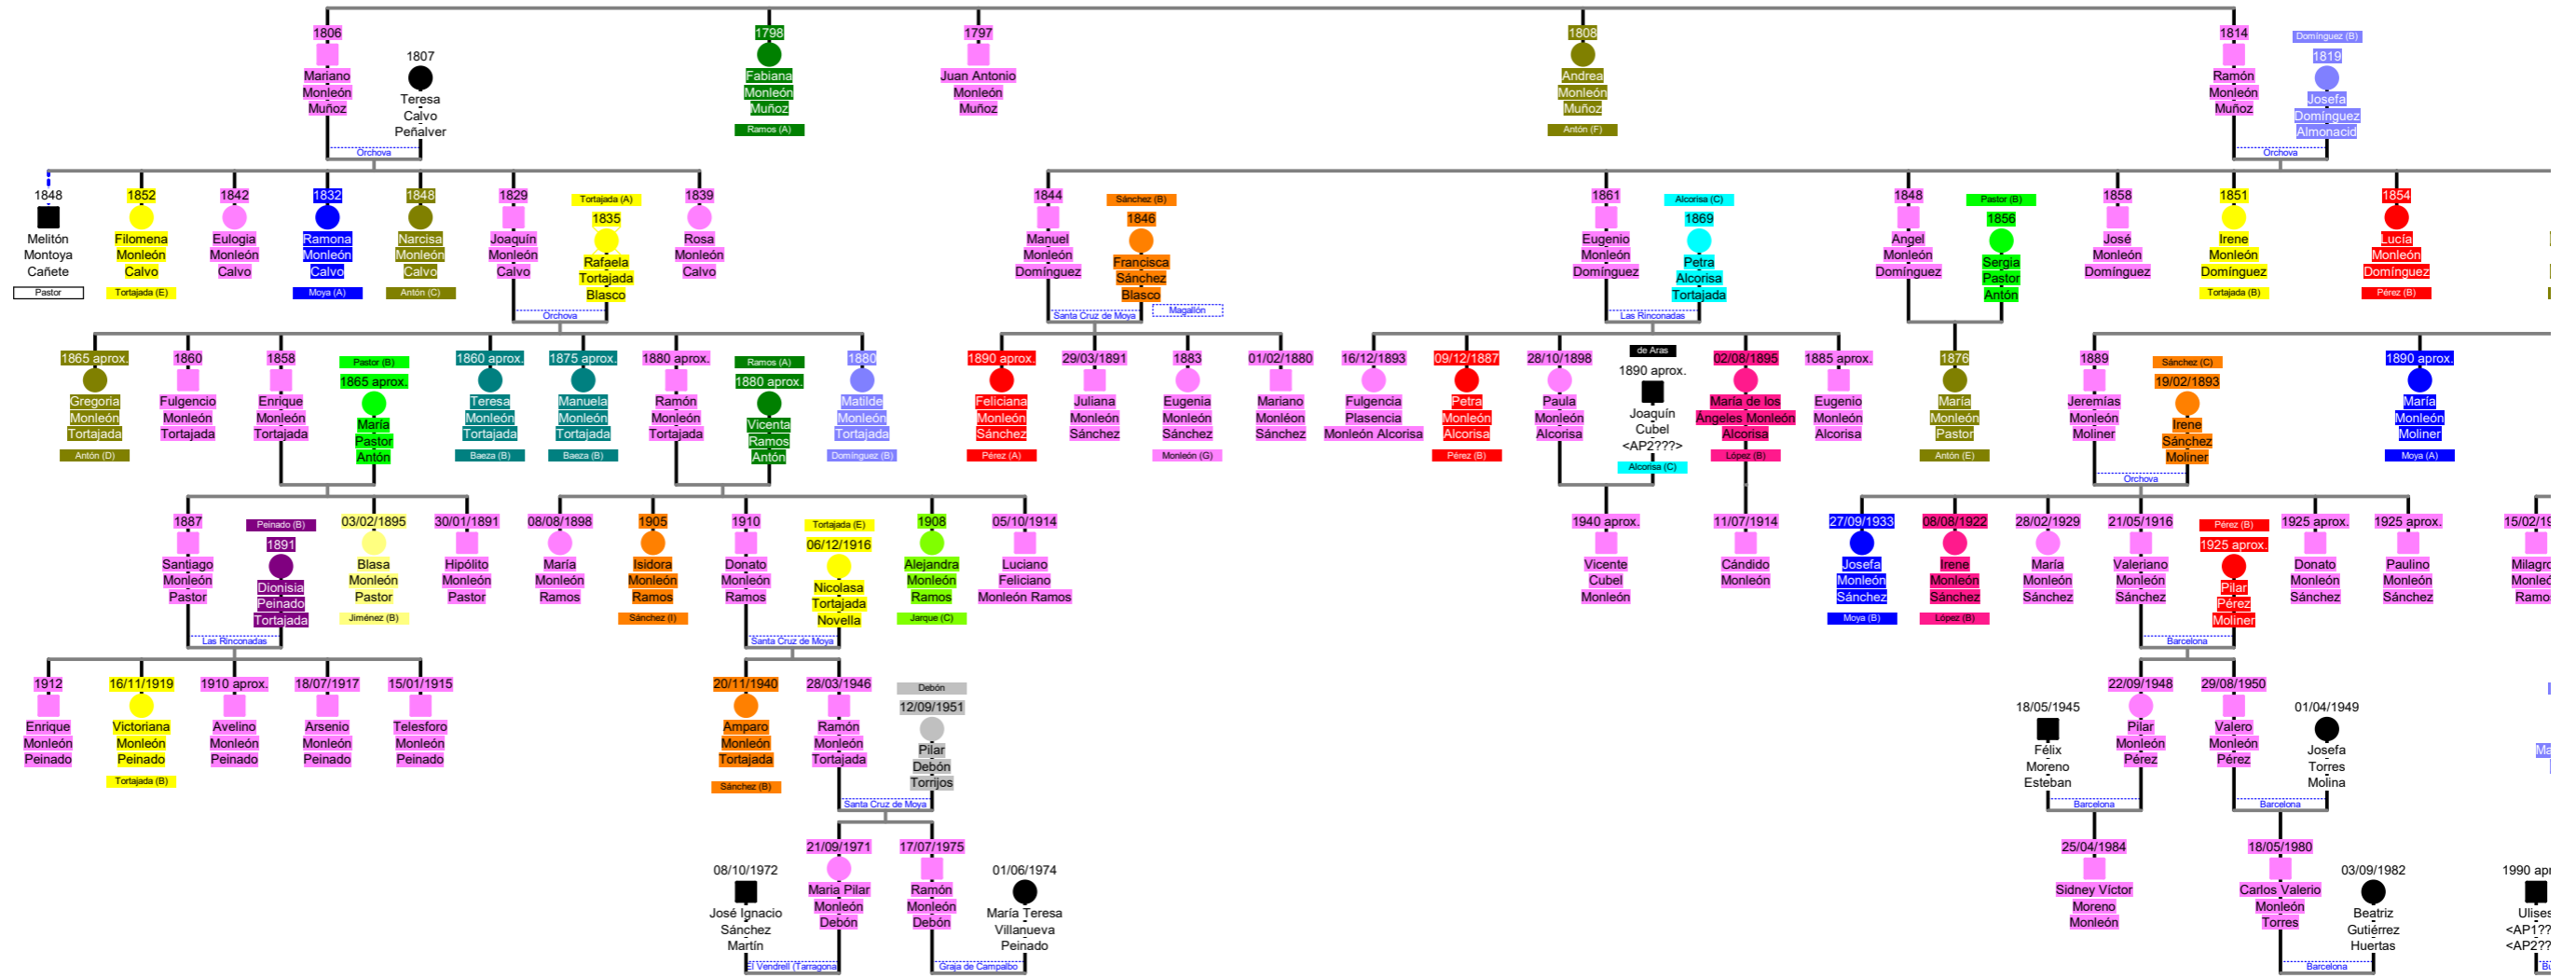 1806
Mariano
Monleón
Muñoz
1807
Teresa
Calvo
Peñalver
Orchova
1798
Fabiana
Monleón
Muñoz
Ramos (A)
1797
Juan Antonio
Monleón
Muñoz
1808
Andrea
Monleón
Muñoz
Antón (F)
1814
Ramón
Monleón
Muñoz
Domínguez (B)
1819
Josefa
Domínguez
Almonacid
Orchova
1848
Melitón
Montoya
Cañete
Pastor
1852
Filomena
Monleón
Calvo
Tortajada (E)
1842
Eulogia
Monleón
Calvo
1832
Ramona
Monleón
Calvo
Moya (A)
1848
Narcisa
Monleón
Calvo
Antón (C)
1829
Joaquín
Monleón
Calvo
Tortajada (A)
1835
Rafaela
Tortajada
Blasco
Orchova
1839
Rosa
Monleón
Calvo
1844
Manuel
Monleón
Domínguez
Sánchez (B)
1846
Francisca
Sánchez
Blasco
Santa Cruz de Moya
Magallón
1861
Eugenio
Monleón
Domínguez
Alcorisa (C)
1869
Petra
Alcorisa
Tortajada
Las Rinconadas
1848
Angel
Monleón
Domínguez
Pastor (B)
1856
Sergia
Pastor
Antón
1858
José
Monleón
Domínguez
1851
Irene
Monleón
Domínguez
Tortajada (B)
1854
Lucía
Monleón
Domínguez
Pérez (B)
1865 aprox.
Gregoria
Monleón
Tortajada
Antón (D)
1860
Fulgencio
Monleón
Tortajada
1858
Enrique
Monleón
Tortajada
Pastor (B)
1865 aprox.
María
Pastor
Antón
1860 aprox.
Teresa
Monleón
Tortajada
Baeza (B)
1875 aprox.
Manuela
Monleón
Tortajada
Baeza (B)
1880 aprox.
Ramón
Monleón
Tortajada
Ramos (A)
1880 aprox.
Vicenta
Ramos
Antón
1880
Matilde
Monleón
Tortajada
Domínguez (B)
1890 aprox.
Feliciana
Monleón
Sánchez
Pérez (A)
29/03/1891
Juliana
Monleón
Sánchez
1883
Eugenia
Monleón
Sánchez
Monleón (G)
01/02/1880
Mariano
Monléon
Sánchez
16/12/1893
Fulgencia
Plasencia
Monleón Alcorisa
09/12/1887
Petra
Monleón
Alcorisa
Pérez (B)
28/10/1898
Paula
Monleón
Alcorisa
de Aras
1890 aprox.
Joaquín
Cubel
<AP2???>
Alcorisa (C)
02/08/1895
María de los
Ángeles Monleón
Alcorisa
López (B)
1885 aprox.
Eugenio
Monleón
Alcorisa
1876
María
Monleón
Pastor
Antón (E)
1889
Jeremías
Monleón
Moliner
Sánchez (C)
19/02/1893
Irene
Sánchez
Moliner
Orchova
1890 aprox.
María
Monleón
Moliner
Moya (A)
1887
Santiago
Monleón
Pastor
Peinado (B)
1891
Dionisia
Peinado
Tortajada
Las Rinconadas
03/02/1895
Blasa
Monleón
Pastor
Jiménez (B)
30/01/1891
Hipólito
Monleón
Pastor
08/08/1898
María
Monleón
Ramos
1905
Isidora
Monleón
Ramos
Sánchez (I)
1910
Donato
Monleón
Ramos
Tortajada (E)
06/12/1916
Nicolasa
Tortajada
Novella
Santa Cruz de Moya
1908
Alejandra
Monleón
Ramos
Jarque (C)
05/10/1914
Luciano
Feliciano
Monleón Ramos
1940 aprox.
Vicente
Cubel
Monleón
11/07/1914
Cándido
Monleón
27/09/1933
Josefa
Monleón
Sánchez
Moya (B)
08/08/1922
Irene
Monleón
Sánchez
López (B)
28/02/1929
María
Monleón
Sánchez
21/05/1916
Valeriano
Monleón
Sánchez
Pérez (B)
1925 aprox.
Pilar
Pérez
Moliner
Barcelona
1925 aprox.
Donato
Monleón
Sánchez
1925 aprox.
Paulino
Monleón
Sánchez
15/02/19
Milagro
Monleó
Ramo
1912
Enrique
Monleón
Peinado
16/11/1919
Victoriana
Monleón
Peinado
Tortajada (B)
1910 aprox.
Avelino
Monleón
Peinado
18/07/1917
Arsenio
Monleón
Peinado
15/01/1915
Telesforo
Monleón
Peinado
20/11/1940
Amparo
Monleón
Tortajada
Sánchez (B)
28/03/1946
Ramón
Monleón
Tortajada
Debón
12/09/1951
Pilar
Debón
Torrijos
Santa Cruz de Moya
18/05/1945
Félix
Moreno
Esteban
22/09/1948
Pilar
Monleón
Pérez
Barcelona
29/08/1950
Valero
Monleón
Pérez
01/04/1949
Josefa
Torres
Molina
Barcelona
Ma
08/10/1972
José Ignacio
Sánchez
Martín
21/09/1971
Maria Pilar
Monleón
Debón
El Vendrell (Tarragona
17/07/1975
Ramón
Monleón
Debón
01/06/1974
María Teresa
Villanueva
Peinado
Graja de Campalbo
25/04/1984
Sidney Víctor
Moreno
Monleón
18/05/1980
Carlos Valerio
Monleón
Torres
03/09/1982
Beatriz
Gutiérrez
Huertas
Barcelona
1990 apr
Ulises
<AP1??
<AP2??
Bu